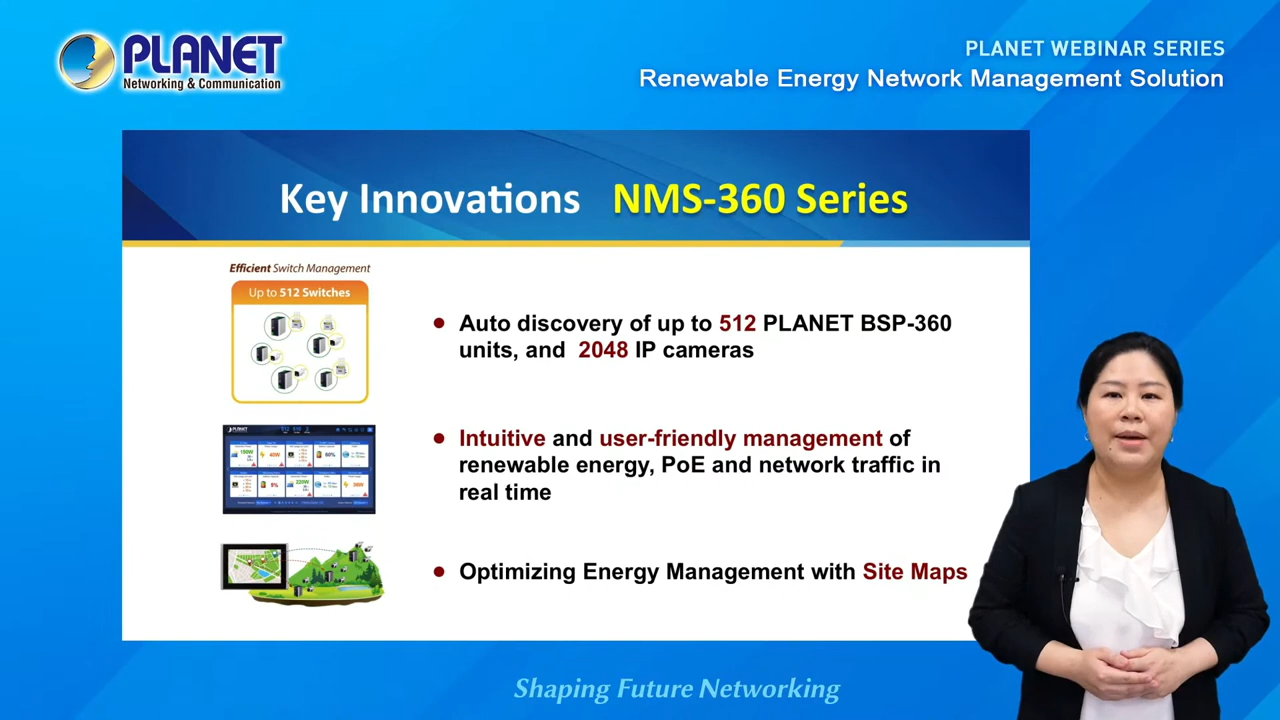 PLANET
Networking & Communication
PLANET WEBINAR SERIES
Renewable Energy Network Management Solution
Key Innovations NMS-360 Series
Efficient Switch Management
Up to 512 Switches
Auto discovery of up to 512 PLANET BSP-360
units, and 2048 IP cameras
PLANET
Intuitive and user-friendly management of
renewable energy, PoE and network traffic in
real time
Optimizing Energy Management with Site Maps
Shaping Future Networking